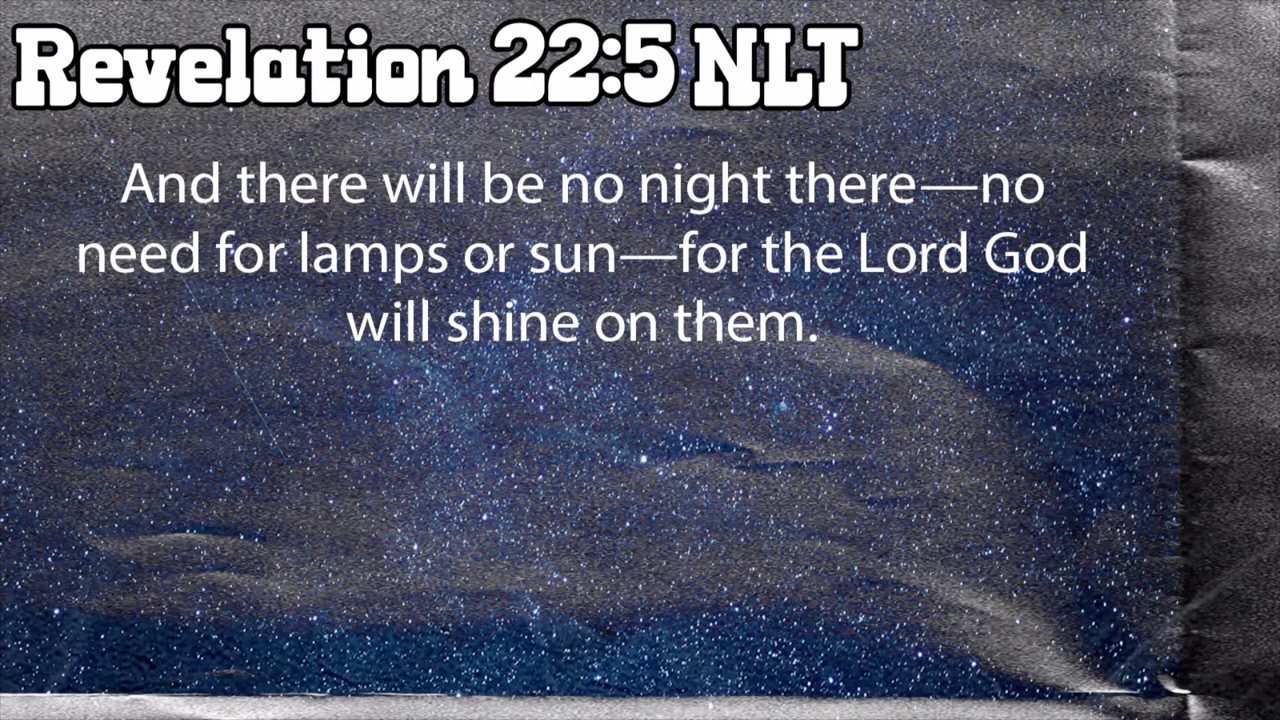 Revelation 22:5 NLT
And there will be no night there—no
need for lamps or sun—for the Lord God
will shine on them.